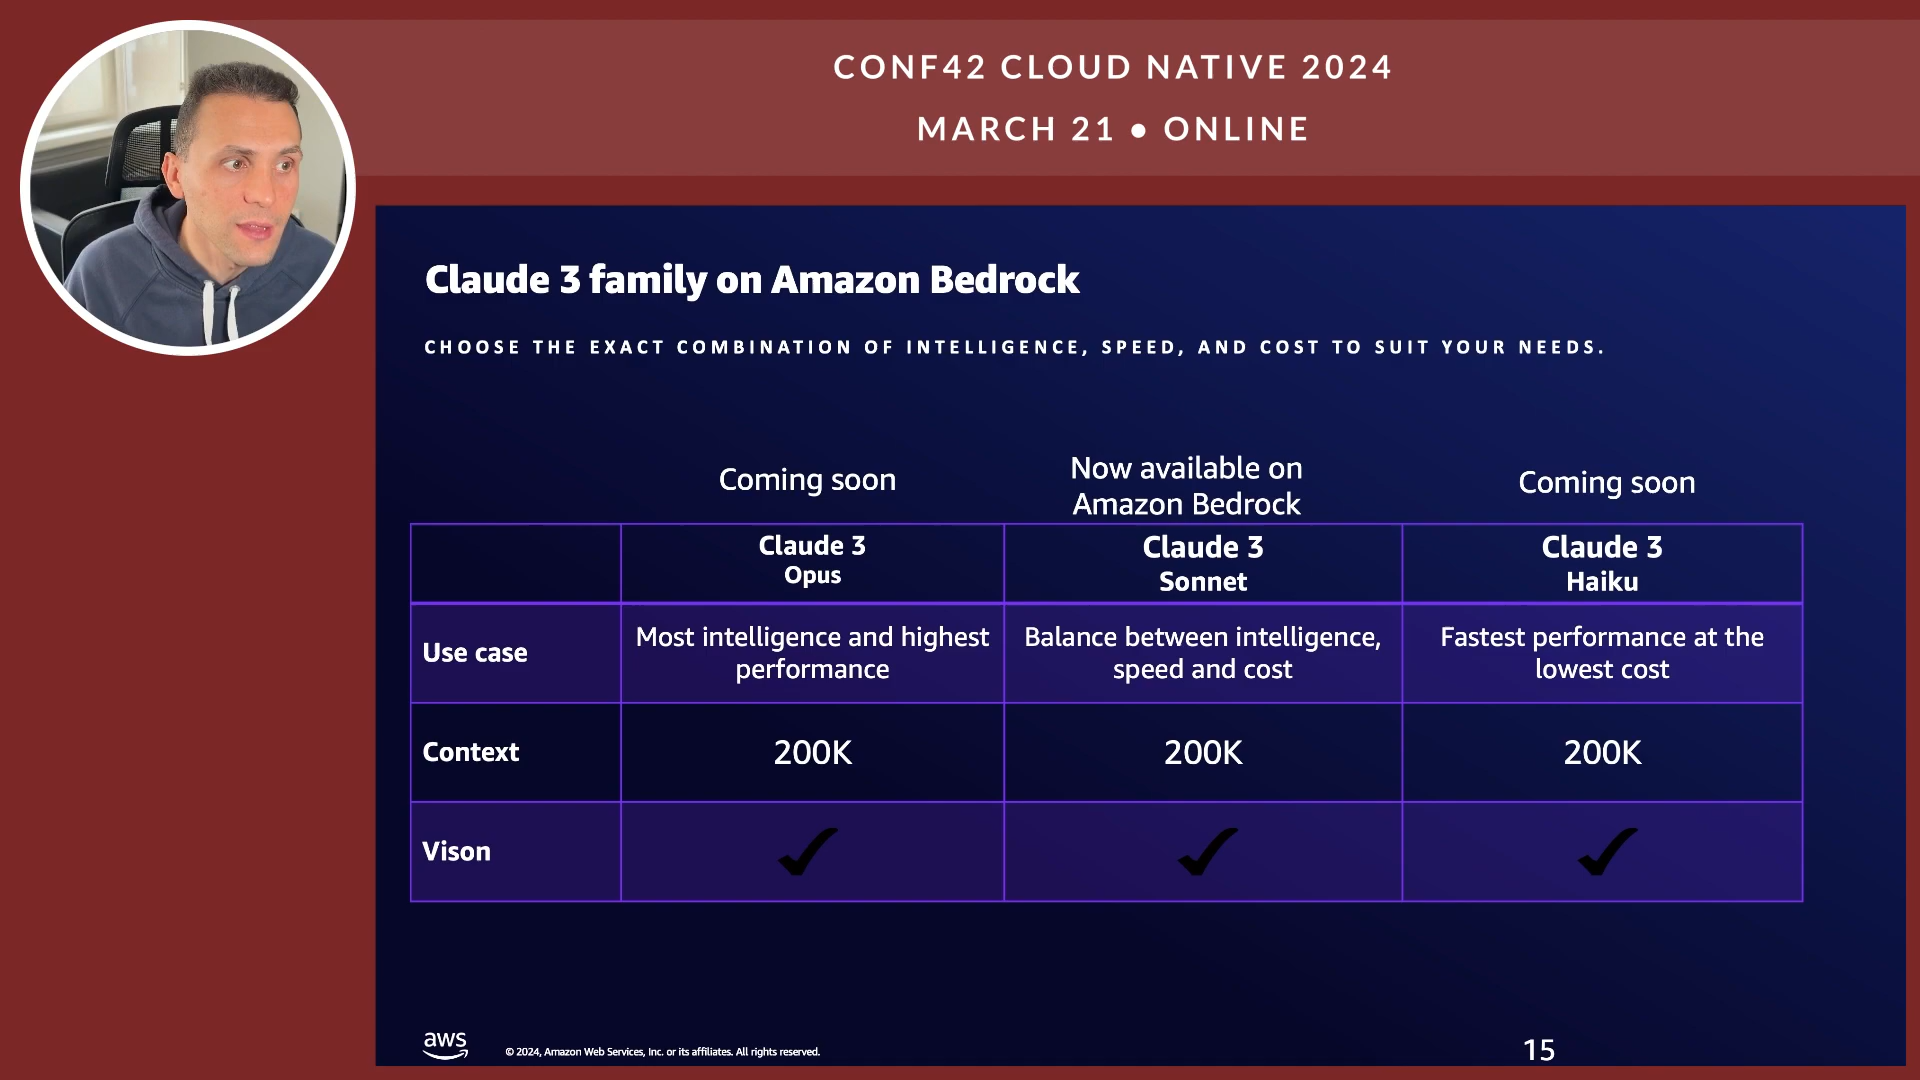 CONF42 CLOUD NATIVE 2024
MARCH 21 • ONLINE
Claude 3 family on Amazon Bedrock
CHOOSE THE EXACT COMBINATION OF INTELLIGENCE, SPEED, AND COST TO SUIT YOUR NEEDS.
Coming soon
Now available on
Amazon Bedrock
Coming soon
Claude 3
Opus
Claude 3
Sonnet
Claude 3
Haiku
Use case
Most intelligence and highest
performance
Balance between intelligence,
speed and cost
Fastest performance at the
lowest cost
Context
200K
200K
200K
Vison
aws
© 2024, Amazon Web Services, Inc. or its affiliates. All rights reserved.
15